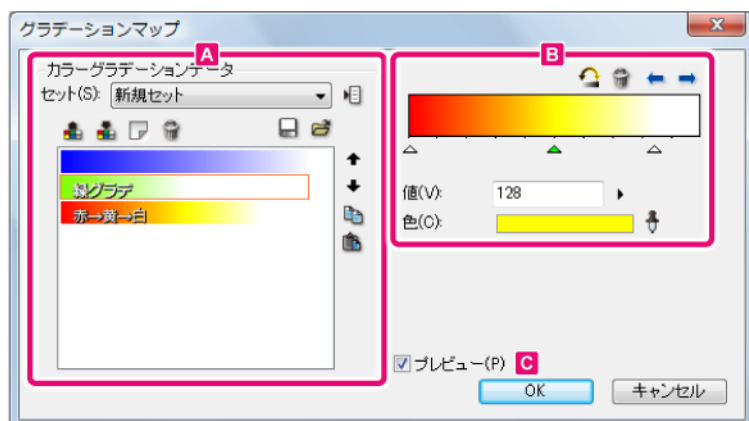 グラデーションマップ
A
カラーグラデーションデータ
セット(S): 新規セット
緑グラデ
赤→黄→白
B
値(V): 128
色(C):
プレビュー(P) C
OK キャンセル